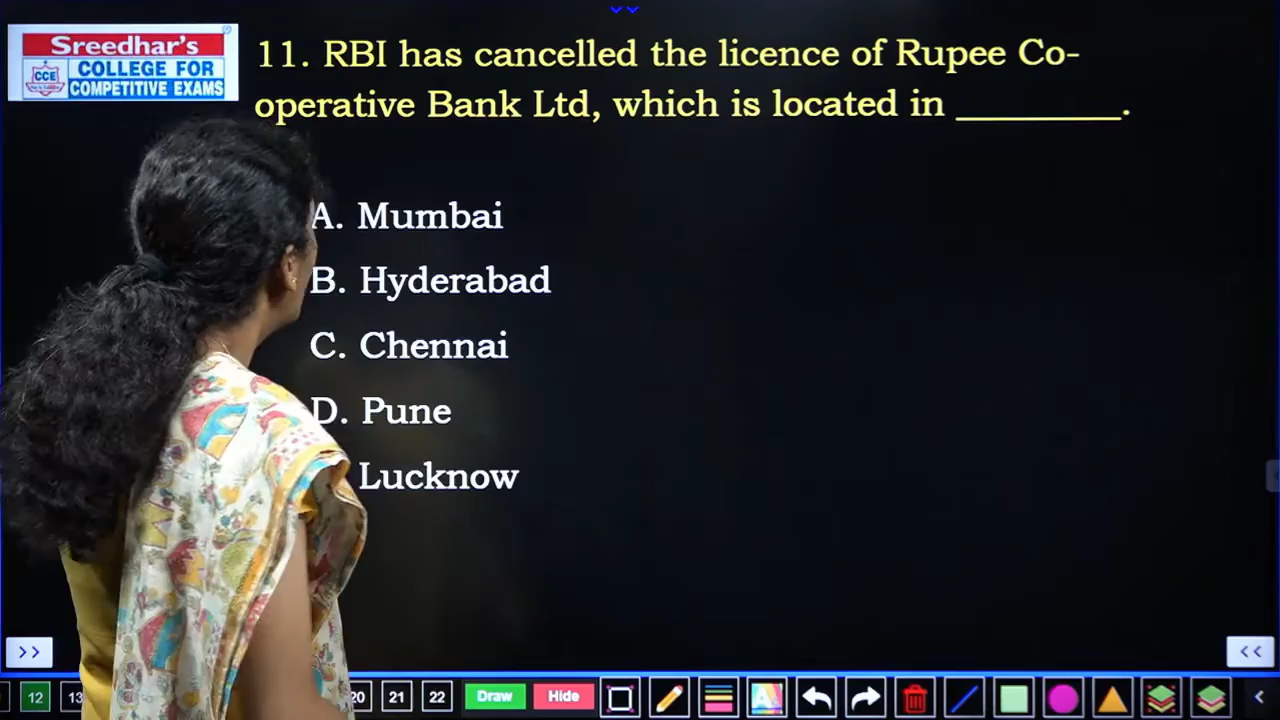 Sreedhar's
CCE
COLLEGE FOR
COMPETITIVE EXAMS
11. RBI has cancelled the licence of Rupee Co-
operative Bank Ltd, which is located in _________.
A. Mumbai
B. Hyderabad
C. Chennai
D. Pune
Lucknow
>>
<<
12
13
20
21
22
Draw
Hide